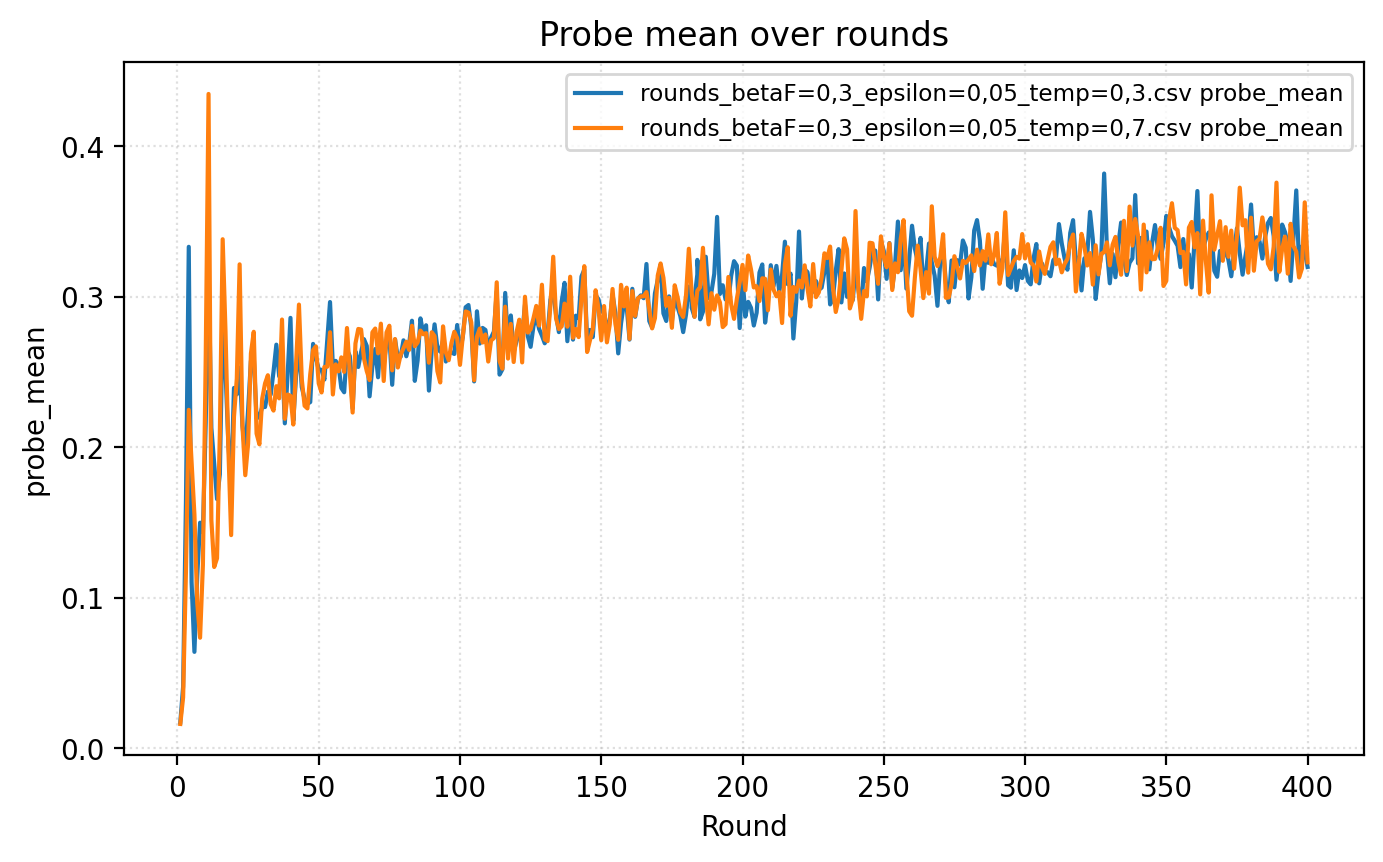 Probe mean over rounds
rounds_betaF=0,3_epsilon=0,05_temp=0,3.csv probe_mean
rounds_betaF=0,3_epsilon=0,05_temp=0,7.csv probe_mean
probe_mean
0.4
0.3
0.2
0.1
0.0
0 50 100 150 200 250 300 350 400
Round